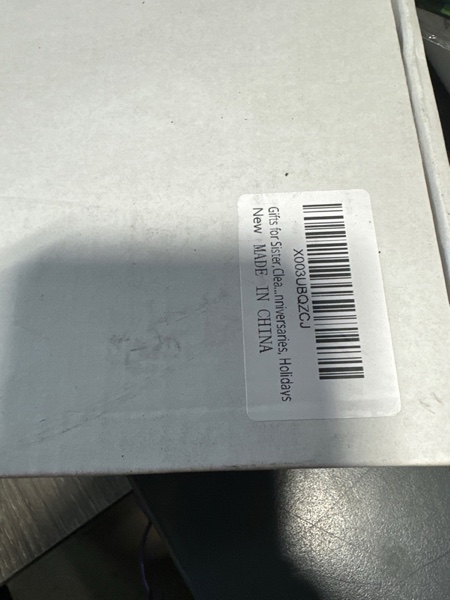 X003UBQZCJ
Gifts for Sister,Clea...nniversaries, Holidays
New MADE IN CHINA